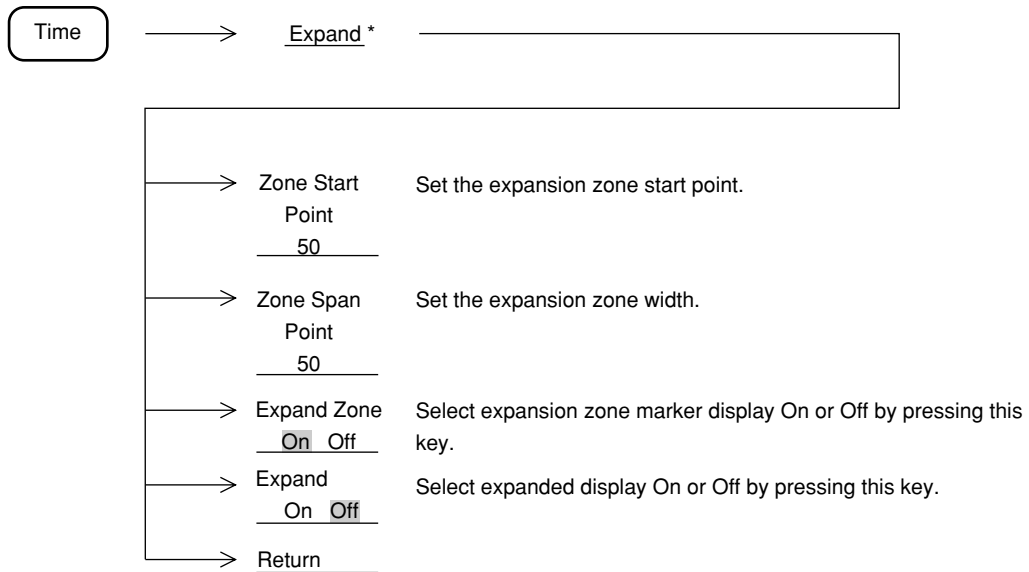 Time
Expand *
Zone Start
Point
50
Set the expansion zone start point.
Zone Span
Point
50
Set the expansion zone width.
Expand Zone
On Off
Select expansion zone marker display On or Off by pressing this
key.
Expand
On Off
Select expanded display On or Off by pressing this key.
Return